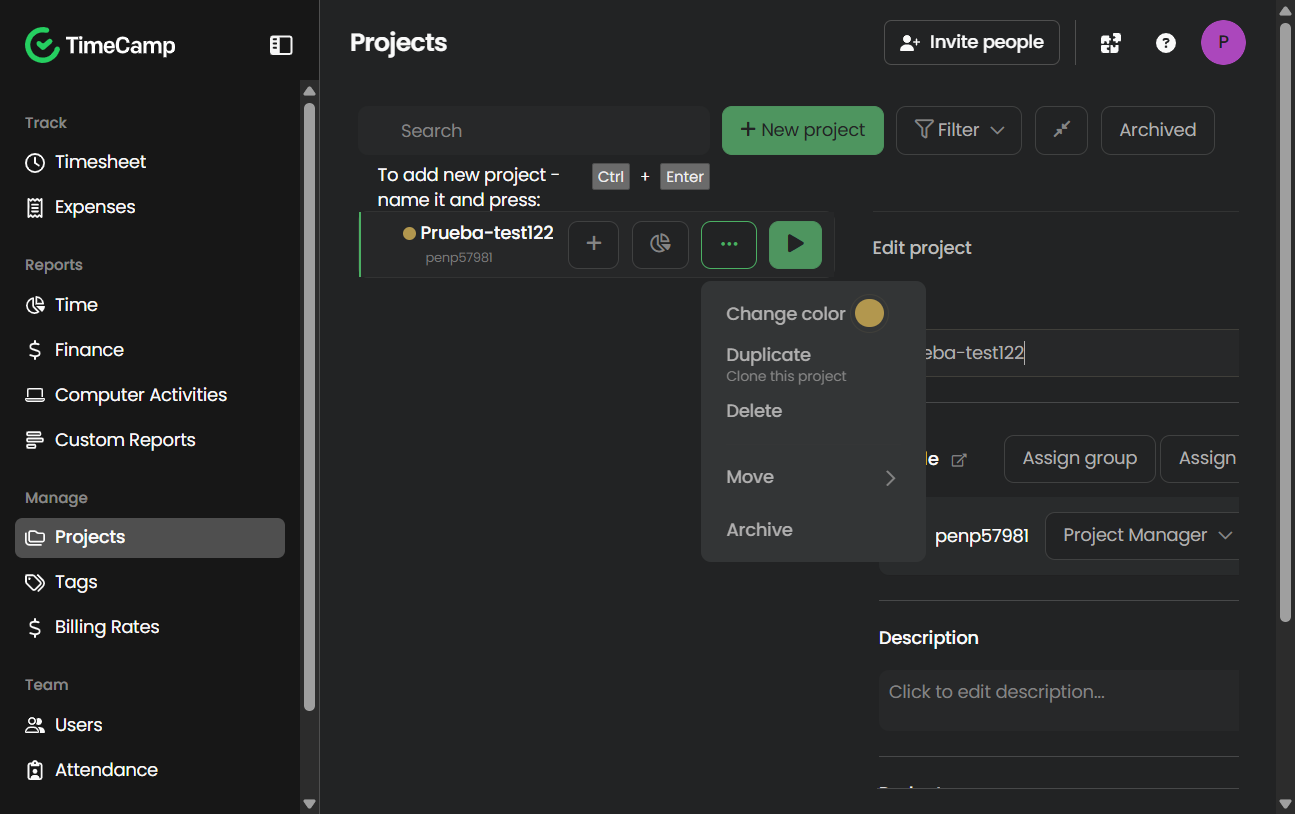 TimeCamp
Projects
Invite people
P
Track
Timesheet
Expenses
Reports
Time
Finance
Computer Activities
Custom Reports
Manage
Projects
Tags
Billing Rates
Team
Users
Attendance
Search
New project
Filter
Archived
To add new project -
name it and press:
Ctrl + Enter
Prueba-test122
penp57981
Change color
Duplicate
Clone this project
Delete
Move
Archive
Edit project
eba-test122
le
Assign group
Assign
penp57981
Project Manager
Description
Click to edit description...